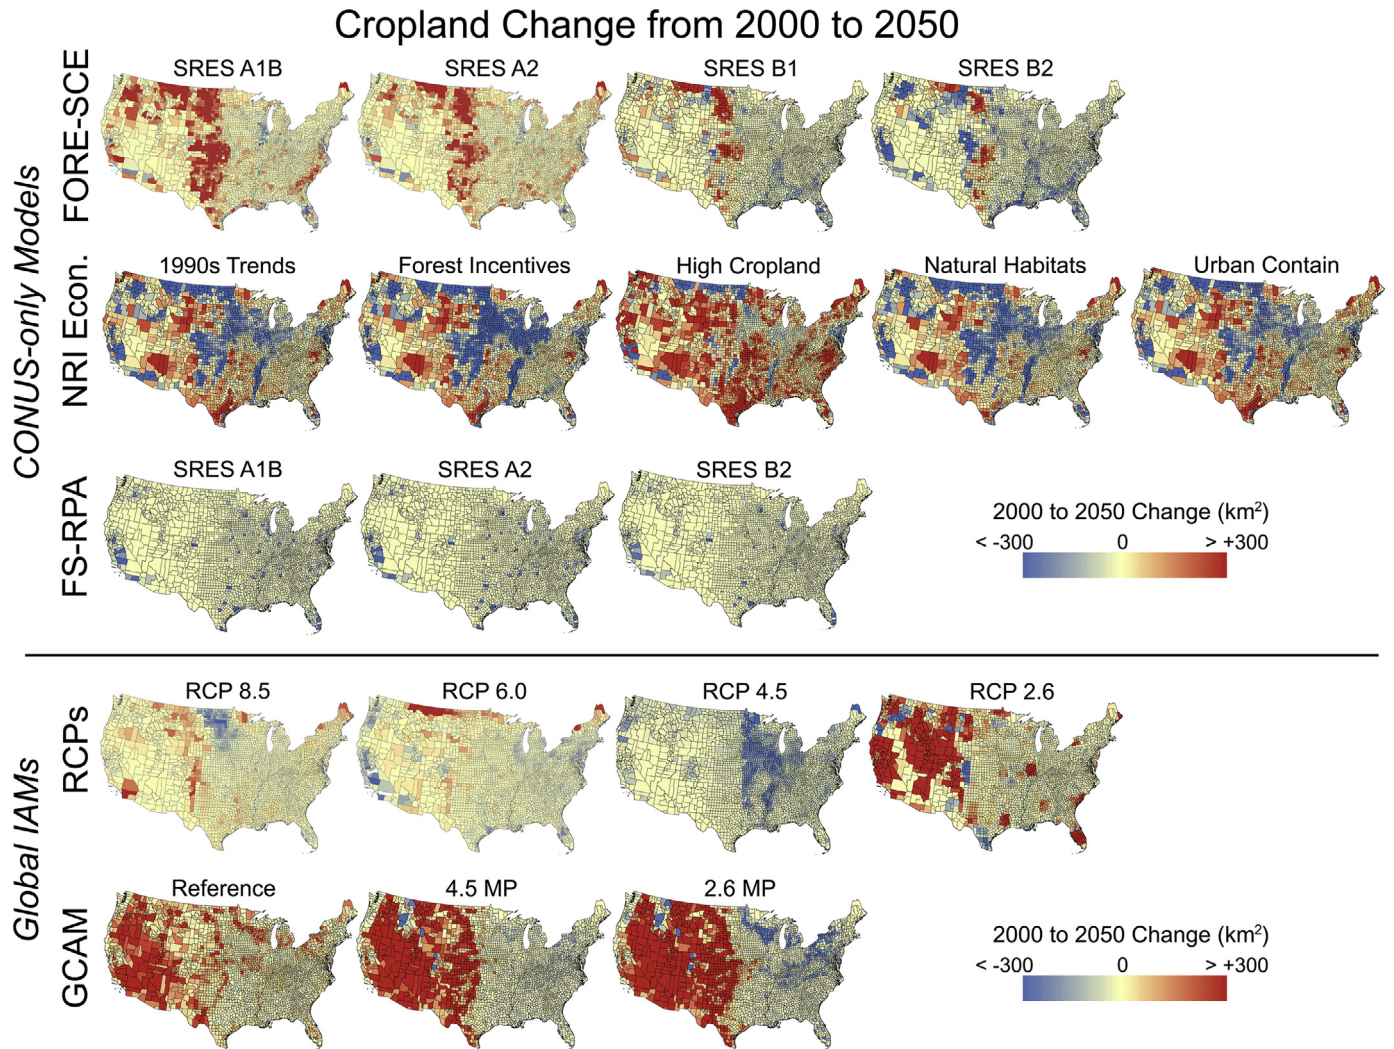 Cropland Change from 2000 to 2050
CONUS-only Models
FORE-SCE
SRES A1B
SRES A2
SRES B1
SRES B2
NRI Econ.
1990s Trends
Forest Incentives
High Cropland
Natural Habitats
Urban Contain
FS-RPA
SRES A1B
SRES A2
SRES B2
2000 to 2050 Change (km²)
< -300 0 > +300
Global IAMs
RCPs
RCP 8.5
RCP 6.0
RCP 4.5
RCP 2.6
GCAM
Reference
4.5 MP
2.6 MP
2000 to 2050 Change (km²)
< -300 0 > +300